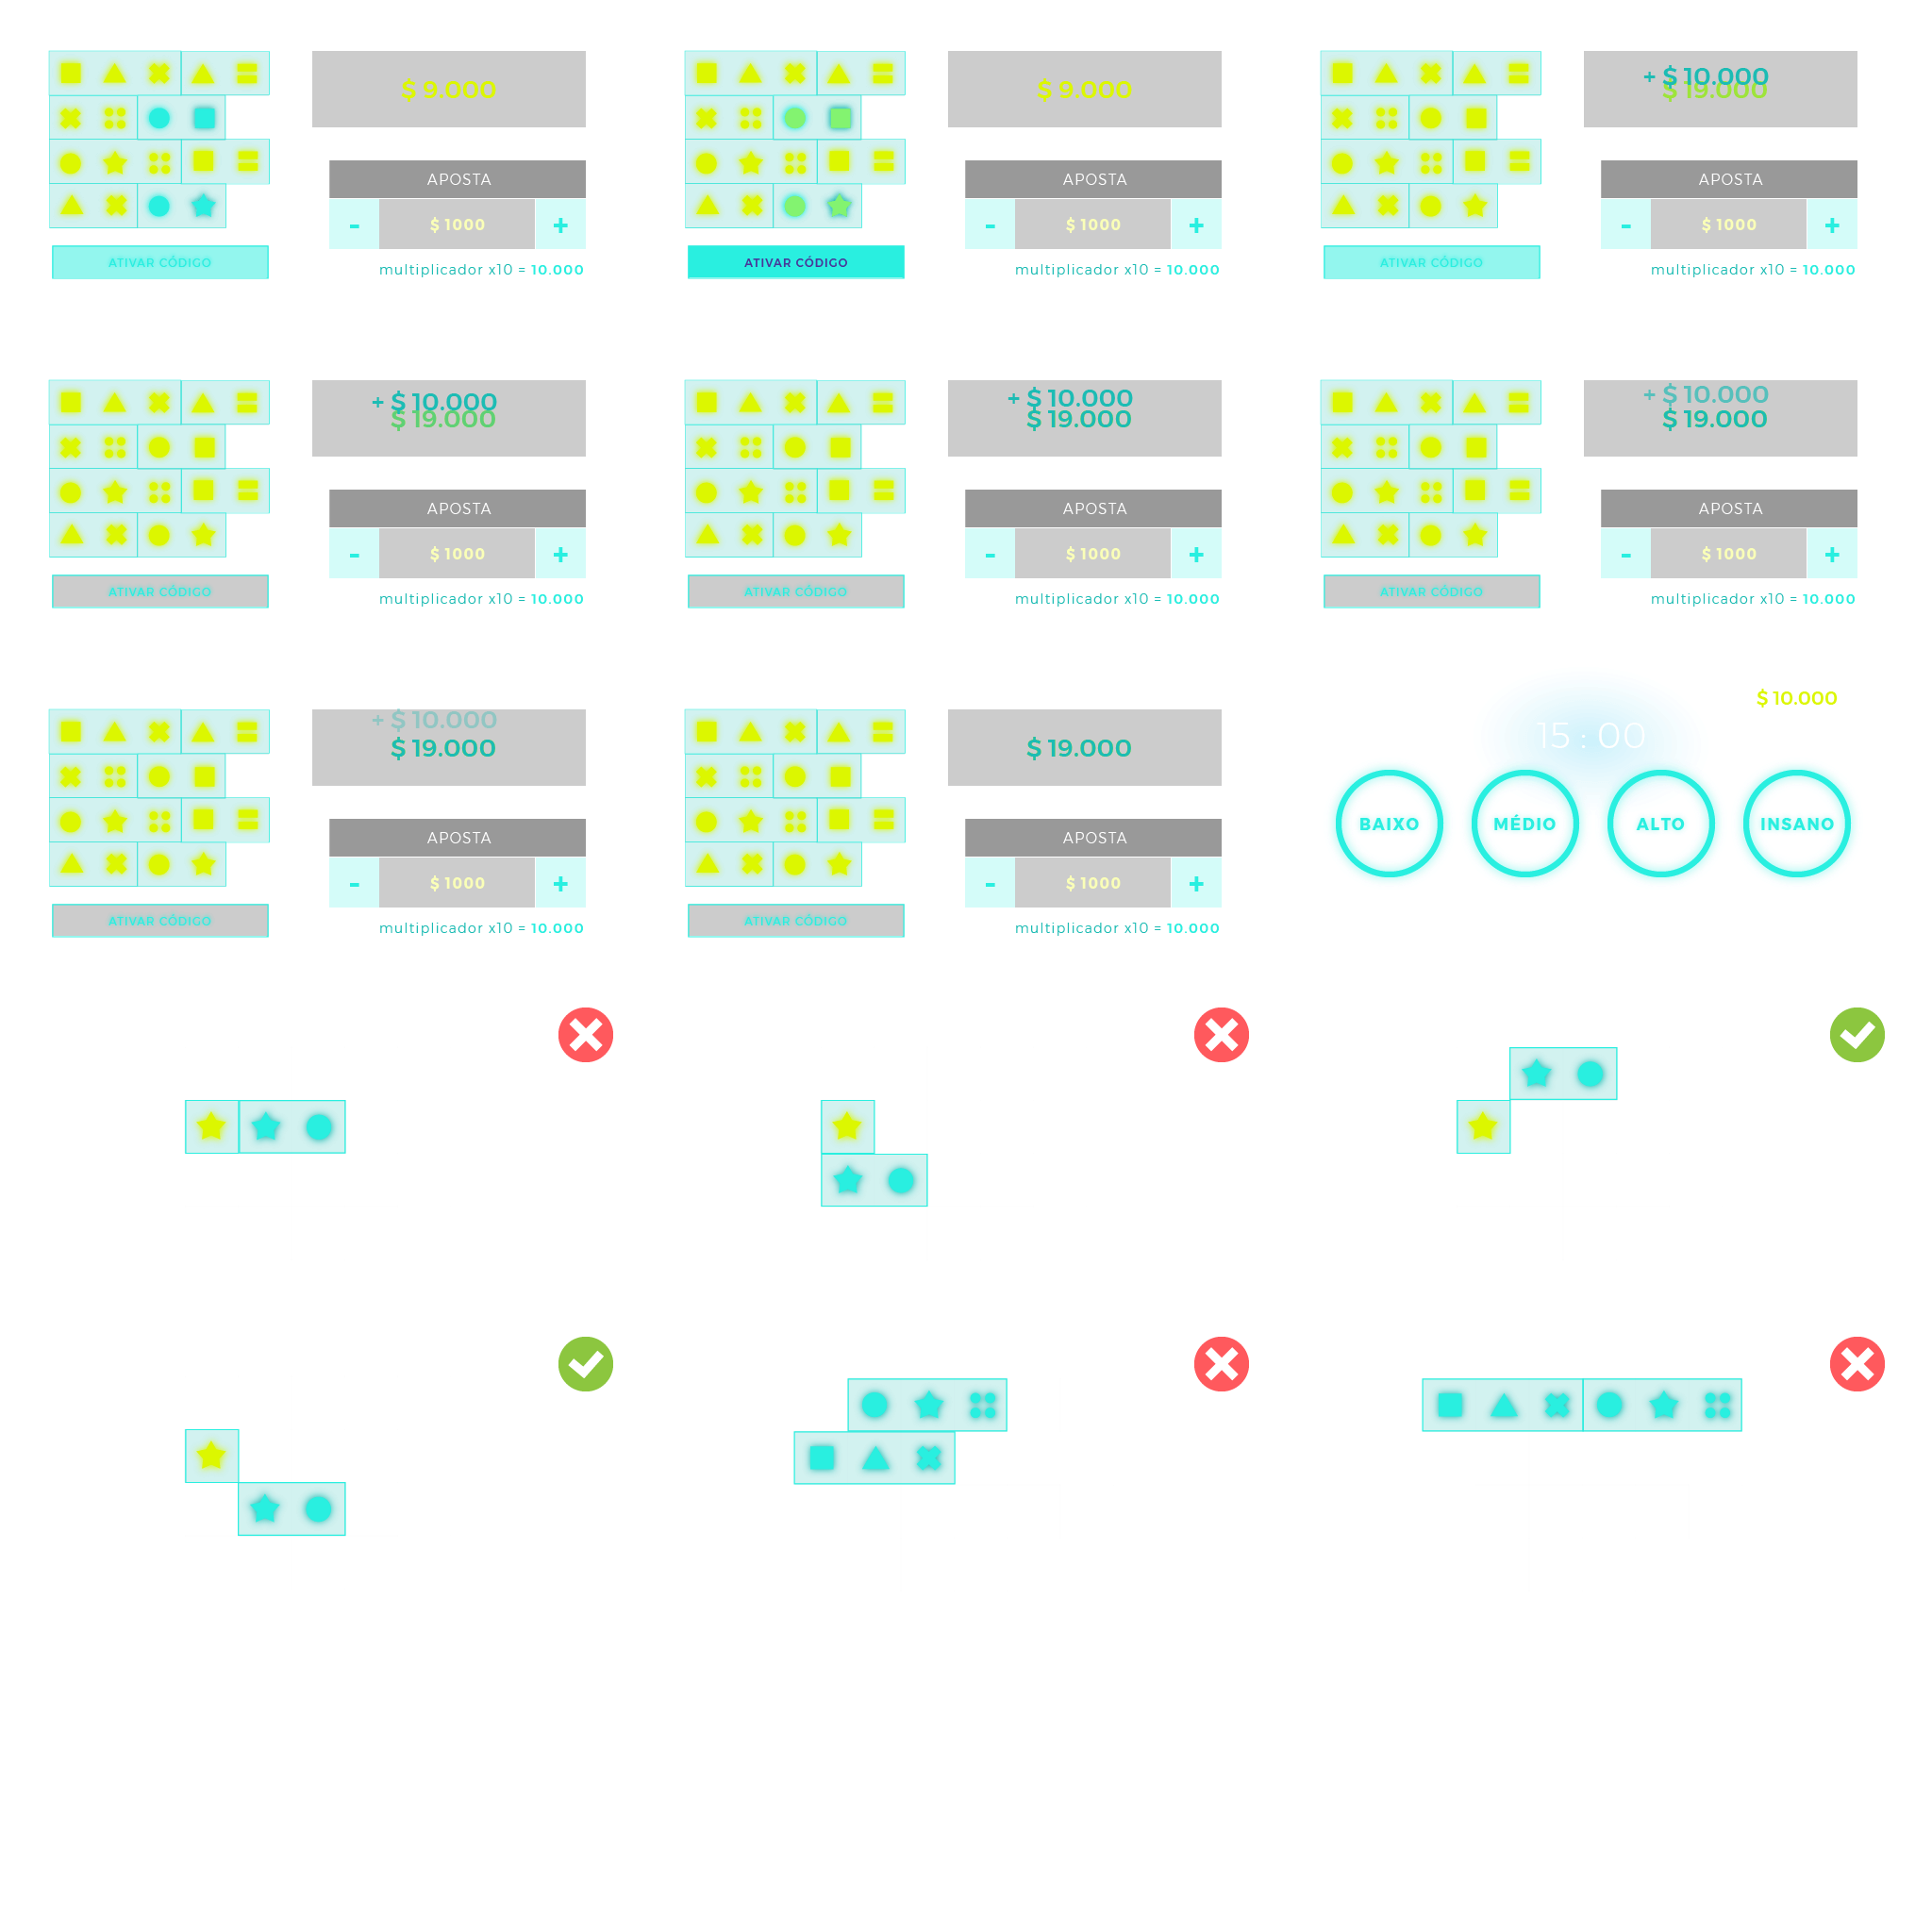 $ 9.000
APOSTA
- $ 1000 +
ATIVAR CÓDIGO
multiplicador x10 = 10.000
$ 9.000
APOSTA
- $ 1000 +
ATIVAR CÓDIGO
multiplicador x10 = 10.000
+ $ 10.000
$ 19.000
APOSTA
- $ 1000 +
ATIVAR CÓDIGO
multiplicador x10 = 10.000
+ $ 10.000
$ 19.000
APOSTA
- $ 1000 +
ATIVAR CÓDIGO
multiplicador x10 = 10.000
+ $ 10.000
$ 19.000
APOSTA
- $ 1000 +
ATIVAR CÓDIGO
multiplicador x10 = 10.000
+ $ 10.000
$ 19.000
APOSTA
- $ 1000 +
ATIVAR CÓDIGO
multiplicador x10 = 10.000
+ $ 10.000
$ 19.000
APOSTA
- $ 1000 +
ATIVAR CÓDIGO
multiplicador x10 = 10.000
$ 19.000
APOSTA
- $ 1000 +
ATIVAR CÓDIGO
multiplicador x10 = 10.000
$ 10.000
15 : 00
BAIXO MÉDIO ALTO INSANO